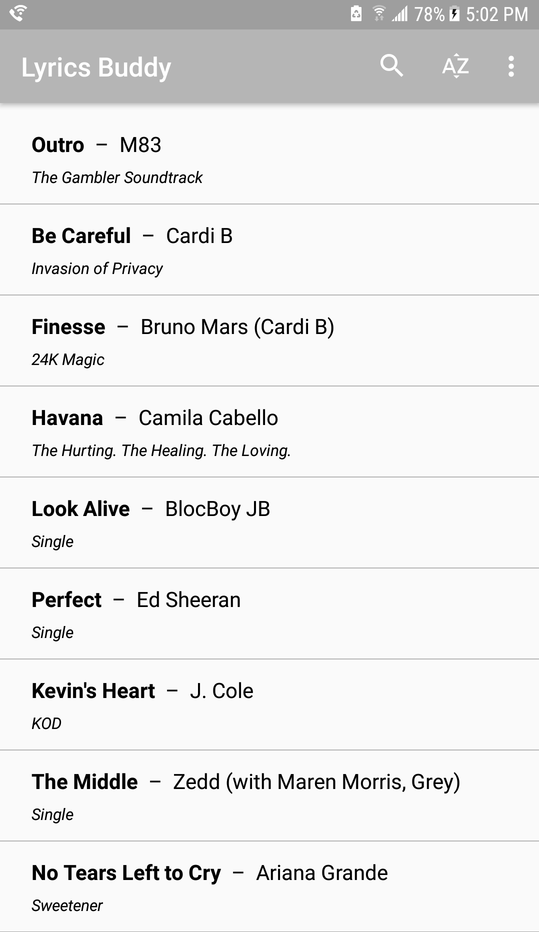 78% 5:02 PM
Lyrics Buddy AZ
Outro – M83
The Gambler Soundtrack
Be Careful – Cardi B
Invasion of Privacy
Finesse – Bruno Mars (Cardi B)
24K Magic
Havana – Camila Cabello
The Hurting. The Healing. The Loving.
Look Alive – BlocBoy JB
Single
Perfect – Ed Sheeran
Single
Kevin's Heart – J. Cole
KOD
The Middle – Zedd (with Maren Morris, Grey)
Single
No Tears Left to Cry – Ariana Grande
Sweetener